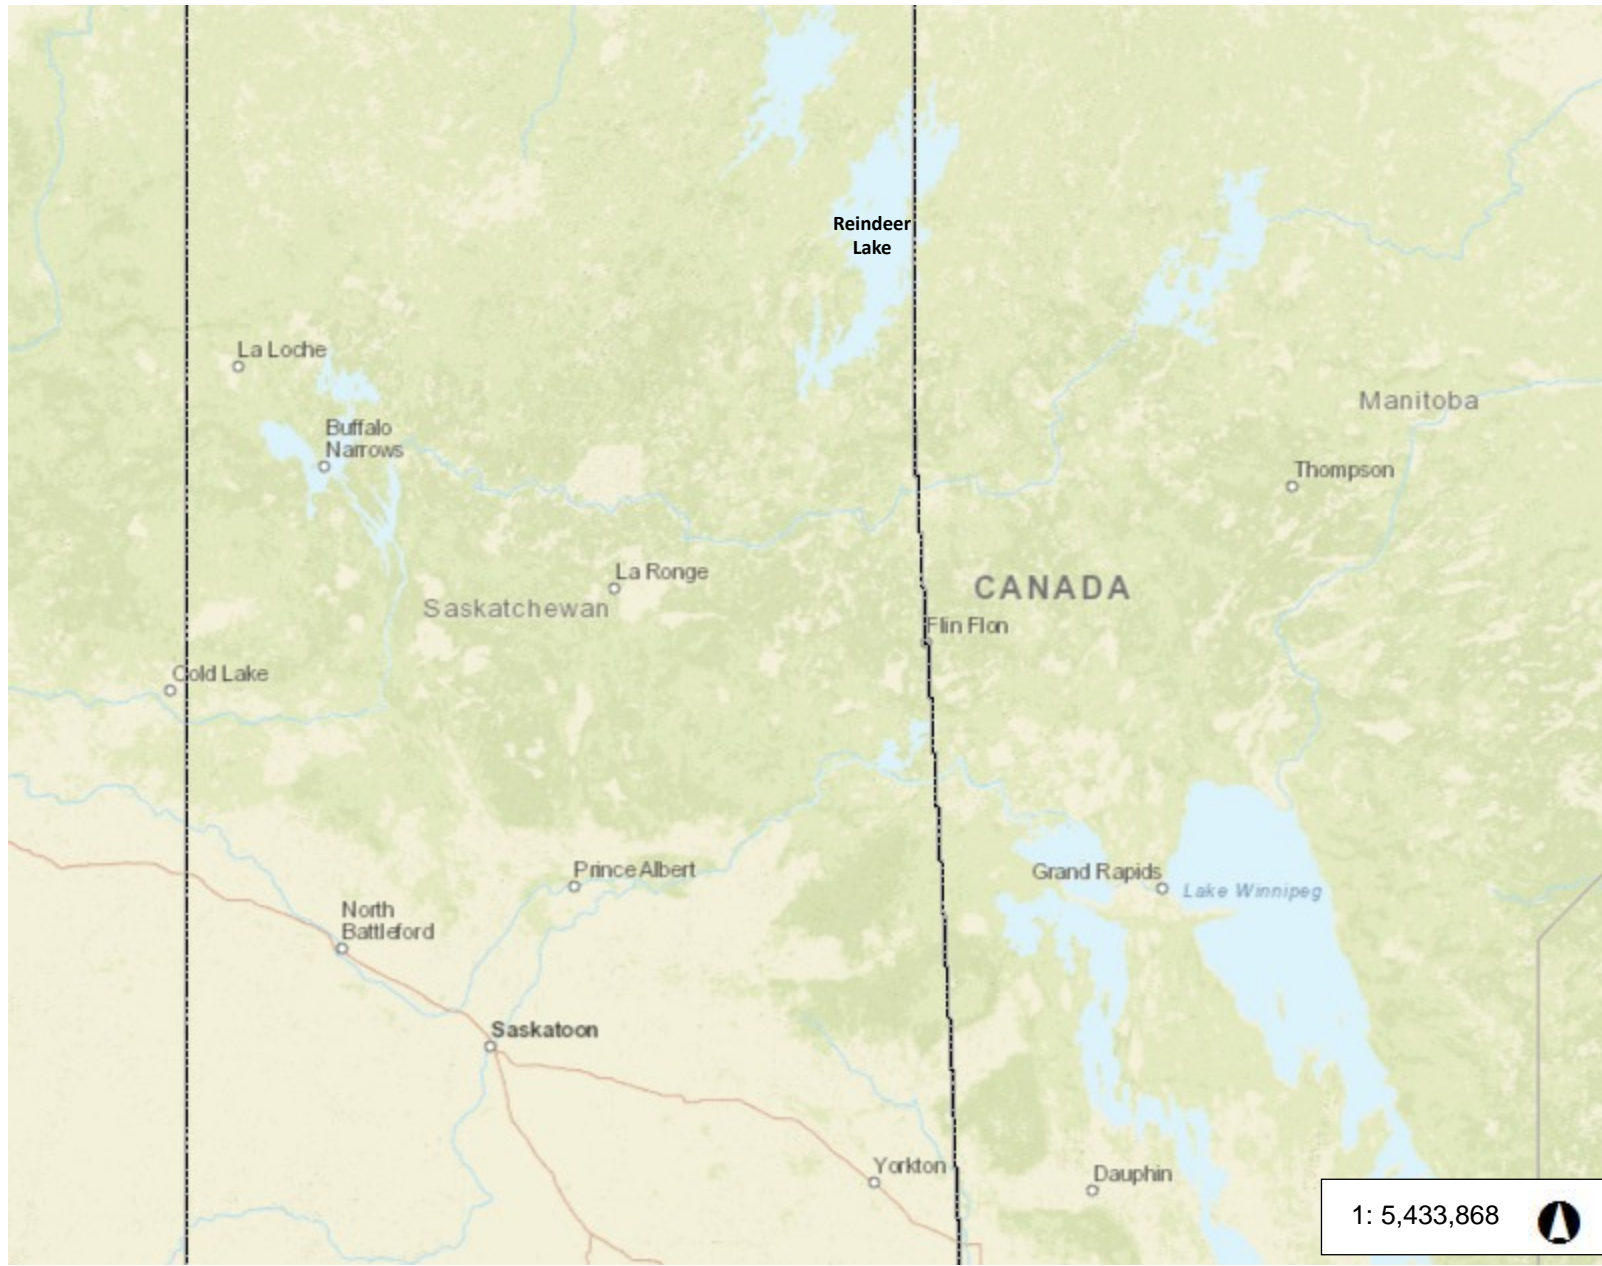 Reindeer
Lake
La Loche
Buffalo
Narrows
Manitoba
Thompson
La Ronge
CANADA
Saskatchewan
Flin Flon
Cold Lake
Prince Albert
Grand Rapids
Lake Winnipeg
North
Battleford
Saskatoon
Yorkton
Dauphin
1: 5,433,868